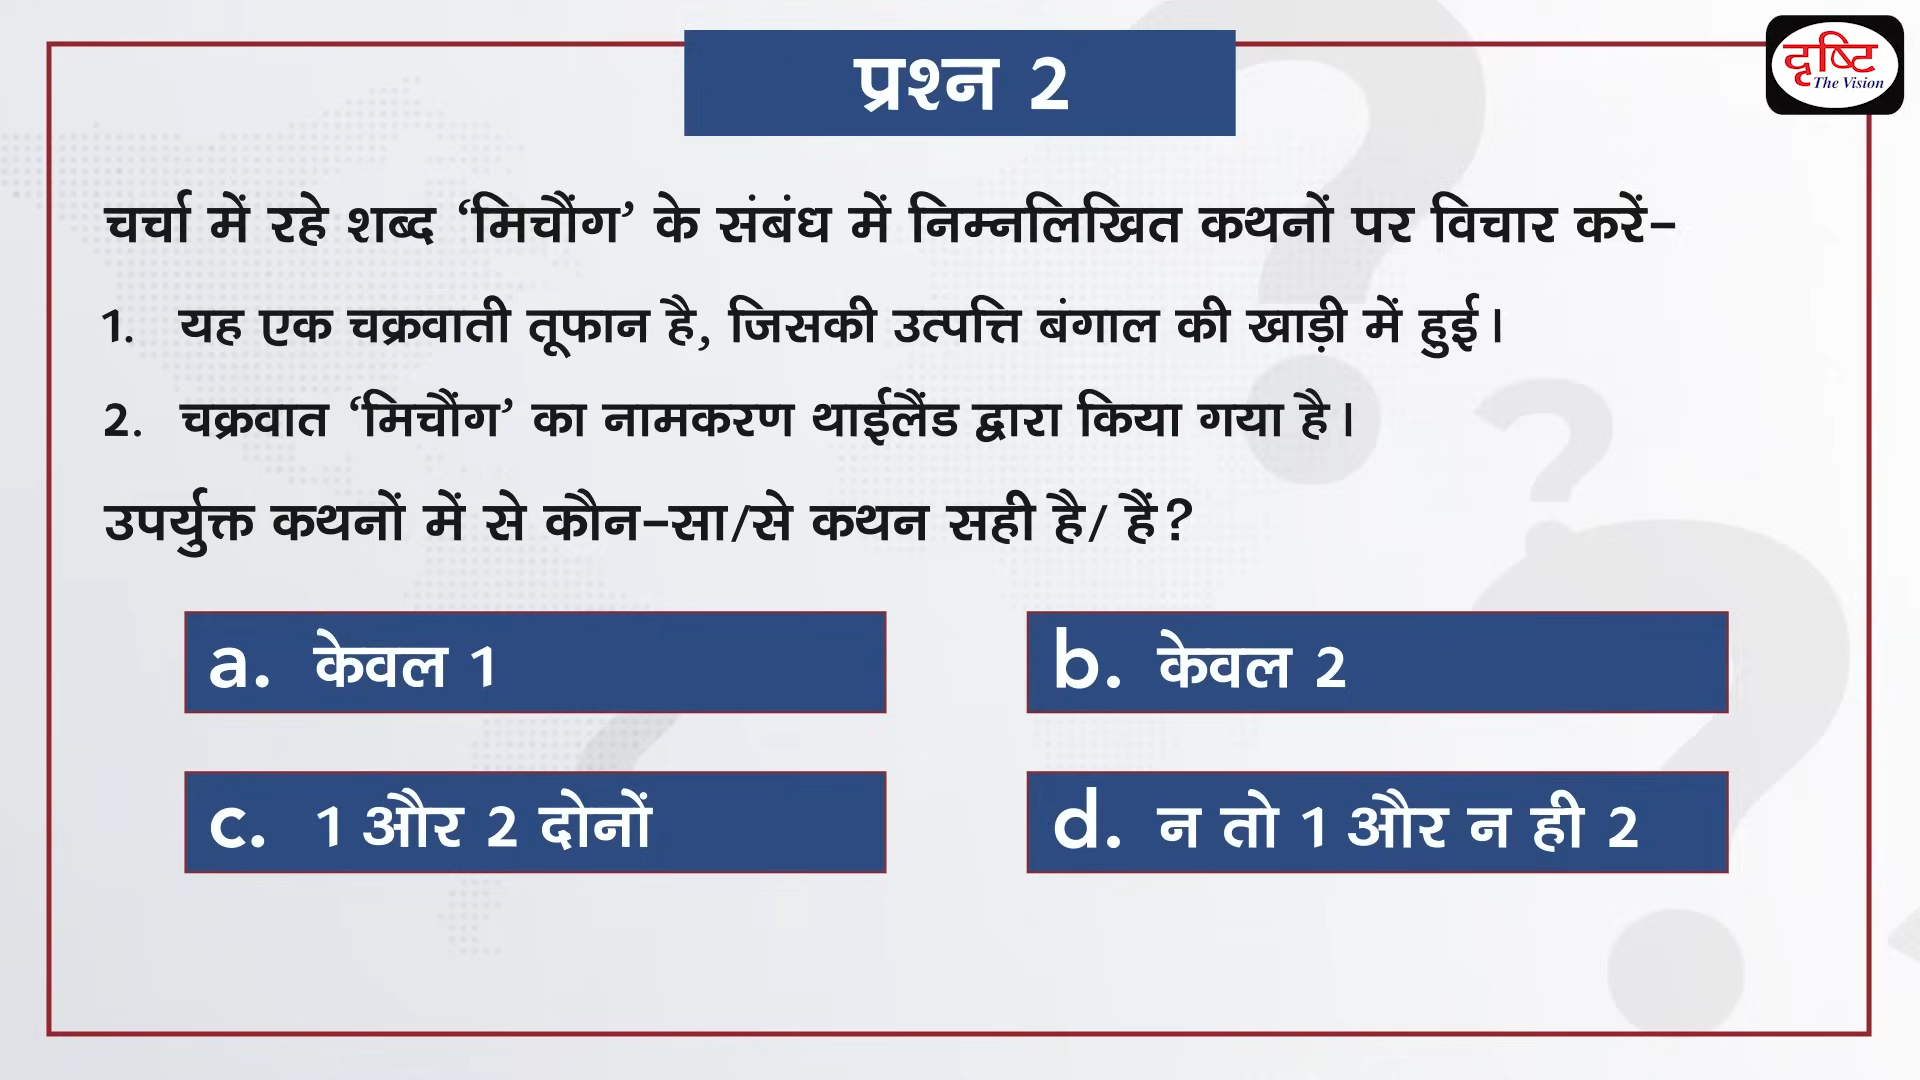 प्रश्न 2
दृष्टि
The Vision
चर्चा में रहे शब्द ‘मिचौंग’ के संबंध में निम्नलिखित कथनों पर विचार करें–
1. यह एक चक्रवाती तूफान है, जिसकी उत्पत्ति बंगाल की खाड़ी में हुई।
2. चक्रवात ‘मिचौंग’ का नामकरण थाईलैंड द्वारा किया गया है।
उपर्युक्त कथनों में से कौन–सा/से कथन सही है/ हैं?
a. केवल 1
b. केवल 2
c. 1 और 2 दोनों
d. न तो 1 और न ही 2